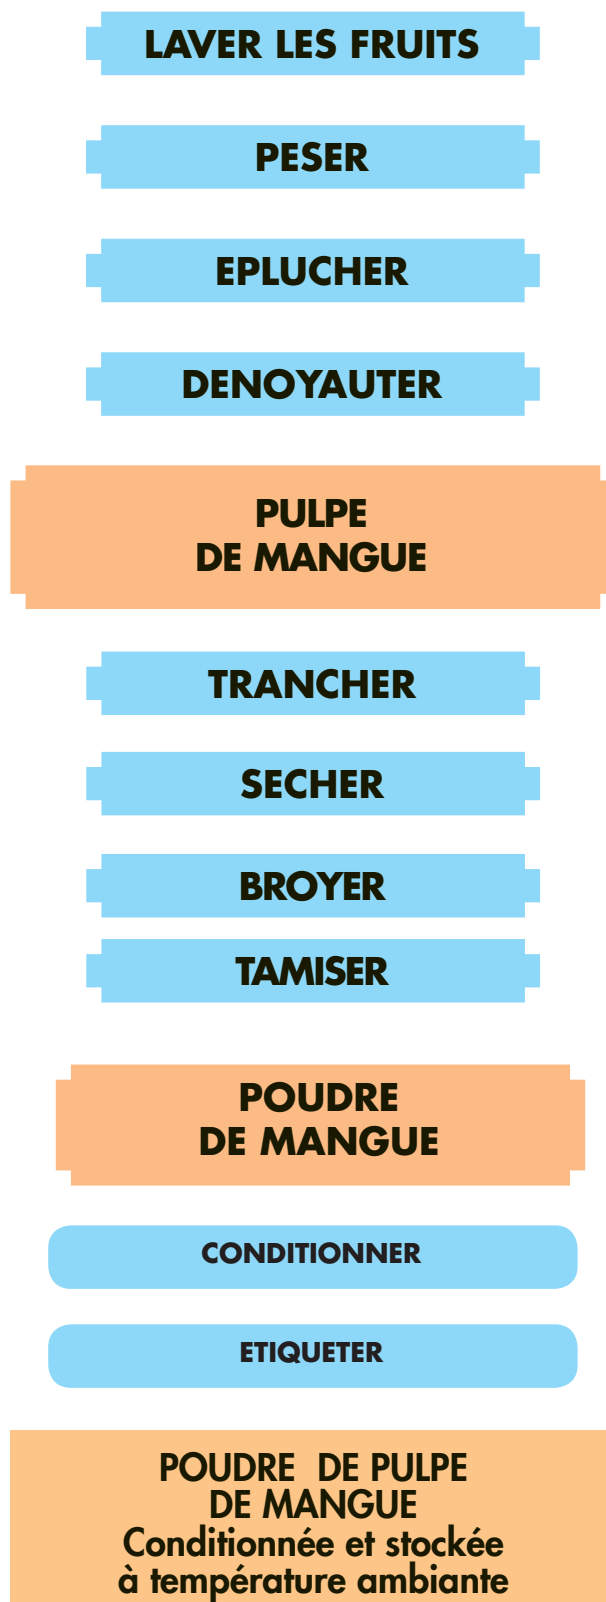 LAVER LES FRUITS
PESER
EPLUCHER
DENOYAUTER
PULPE
DE MANGUE
TRANCHER
SECHER
BROYER
TAMISER
POUDRE
DE MANGUE
CONDITIONNER
ETIQUETER
POUDRE DE PULPE
DE MANGUE
Conditionnée et stockée
à température ambiante